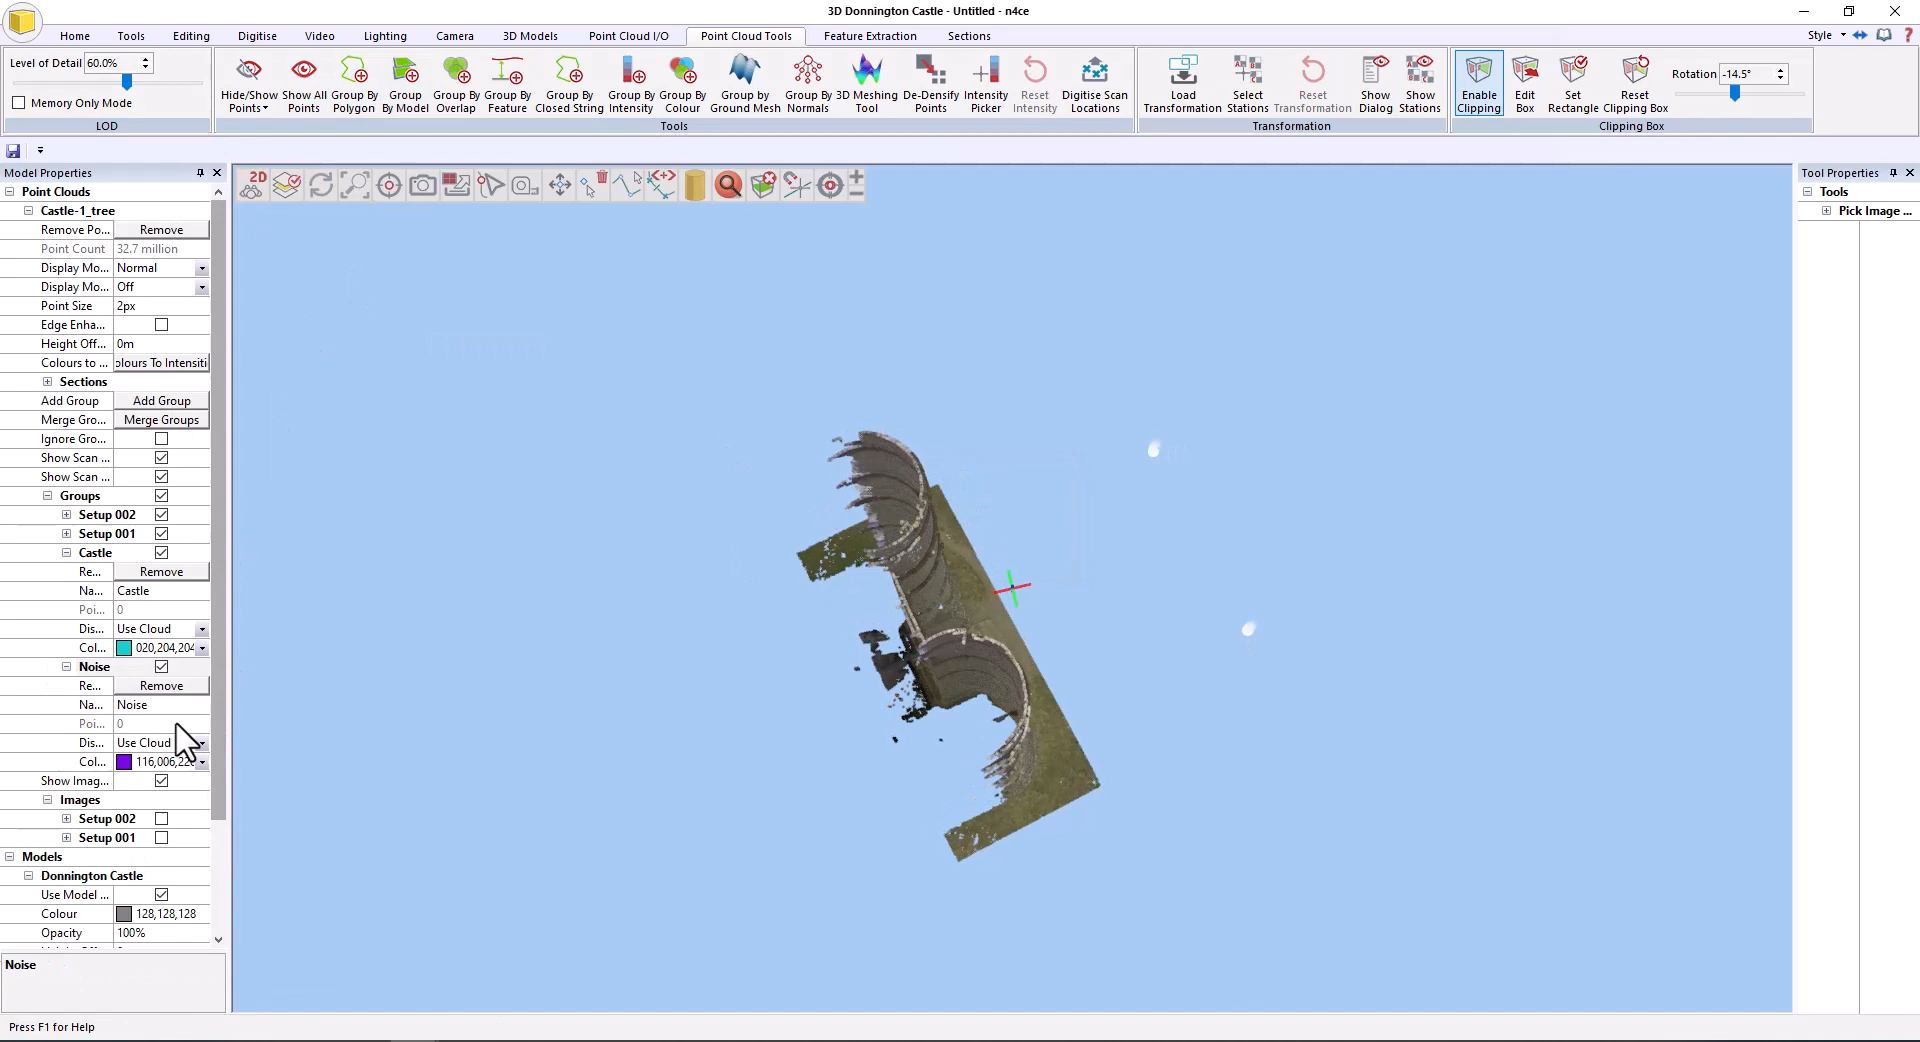 3D Donnington Castle - Untitled - n4ce
Home Tools Editing Digitise Video Lighting Camera 3D Models Point Cloud I/O Point Cloud Tools Feature Extraction Sections Style
Level of Detail 60.0%
Memory Only Mode
LOD
Hide/Show Points
Show All Points
Group By Polygon
Group By Model
Group By Overlap
Group By Feature
Group By Closed String
Group By Intensity
Group By Colour
Group by Ground Mesh
Group By Normals
3D Meshing Tool
De-Densify Points
Intensity Picker
Reset Intensity
Digitise Scan Locations
Tools
Load Transformation
Select Stations
Reset Transformation
Show Dialog
Show Stations
Transformation
Enable Clipping
Edit Box
Set Rectangle
Reset Clipping Box
Rotation -14.5°
Clipping Box
Model Properties
Point Clouds
Castle-1_tree
Remove Po... Remove
Point Count 32.7 million
Display Mo... Normal
Display Mo... Off
Point Size 2px
Edge Enha...
Height Off... 0m
Colours to ... olours To Intensiti
Sections
Add Group Add Group
Merge Gro... Merge Groups
Ignore Gro...
Show Scan ...
Show Scan ...
Groups
Setup 002
Setup 001
Castle
Re... Remove
Na... Castle
Poi... 0
Dis... Use Cloud
Col... 020,204,204
Noise
Re... Remove
Na... Noise
Poi... 0
Dis... Use Cloud
Col... 116,006,22
Show Imag...
Images
Setup 002
Setup 001
Models
Donnington Castle
Use Model ...
Colour 128,128,128
Opacity 100%
Noise
2D
Tool Properties
Tools
Pick Image ...
Press F1 for Help